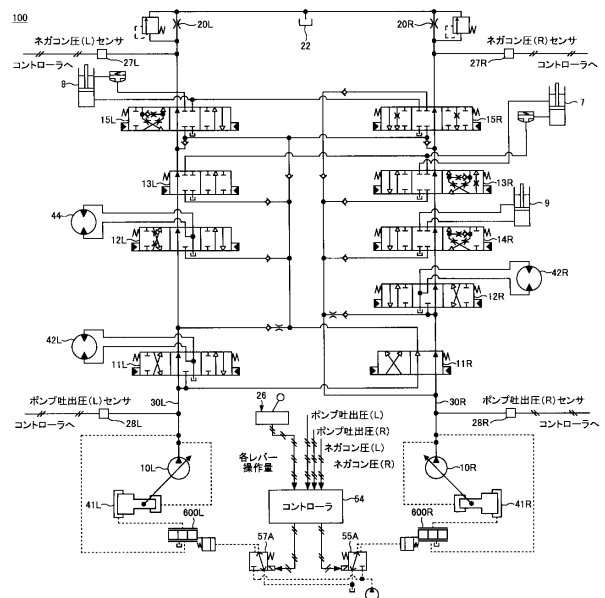 100
20L
20R
22
ネガコン圧(L)センサ
27L
コントローラへ
ネガコン圧(R)センサ
27R
コントローラへ
8
7
15L
15R
13L
13R
9
44
12L
14R
42R
12R
42L
11L
11R
30L
30R
ポンプ吐出圧(L)センサ
28L
コントローラへ
ポンプ吐出圧(R)センサ
28R
コントローラへ
26
ポンプ吐出圧(L)
ポンプ吐出圧(R)
ネガコン圧(L)
ネガコン圧(R)
各レバー
操作量
10L
10R
41L
41R
54
コントローラ
600L
600R
57A
55A